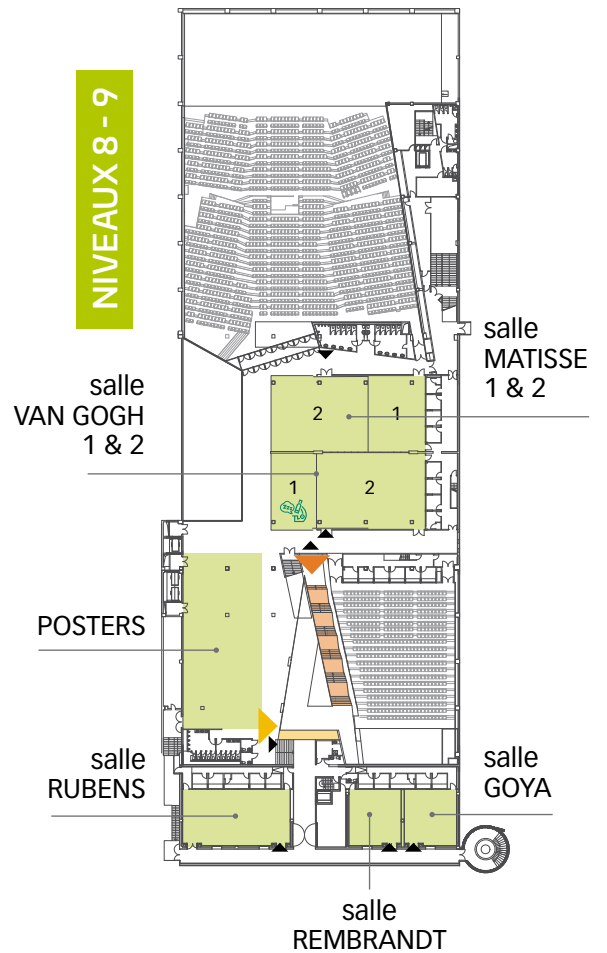 NIVEAUX 8 - 9
salle
MATISSE
1 & 2
salle
VAN GOGH
1 & 2
2
1
1
2
zzz
POSTERS
salle
RUBENS
salle
GOYA
salle
REMBRANDT